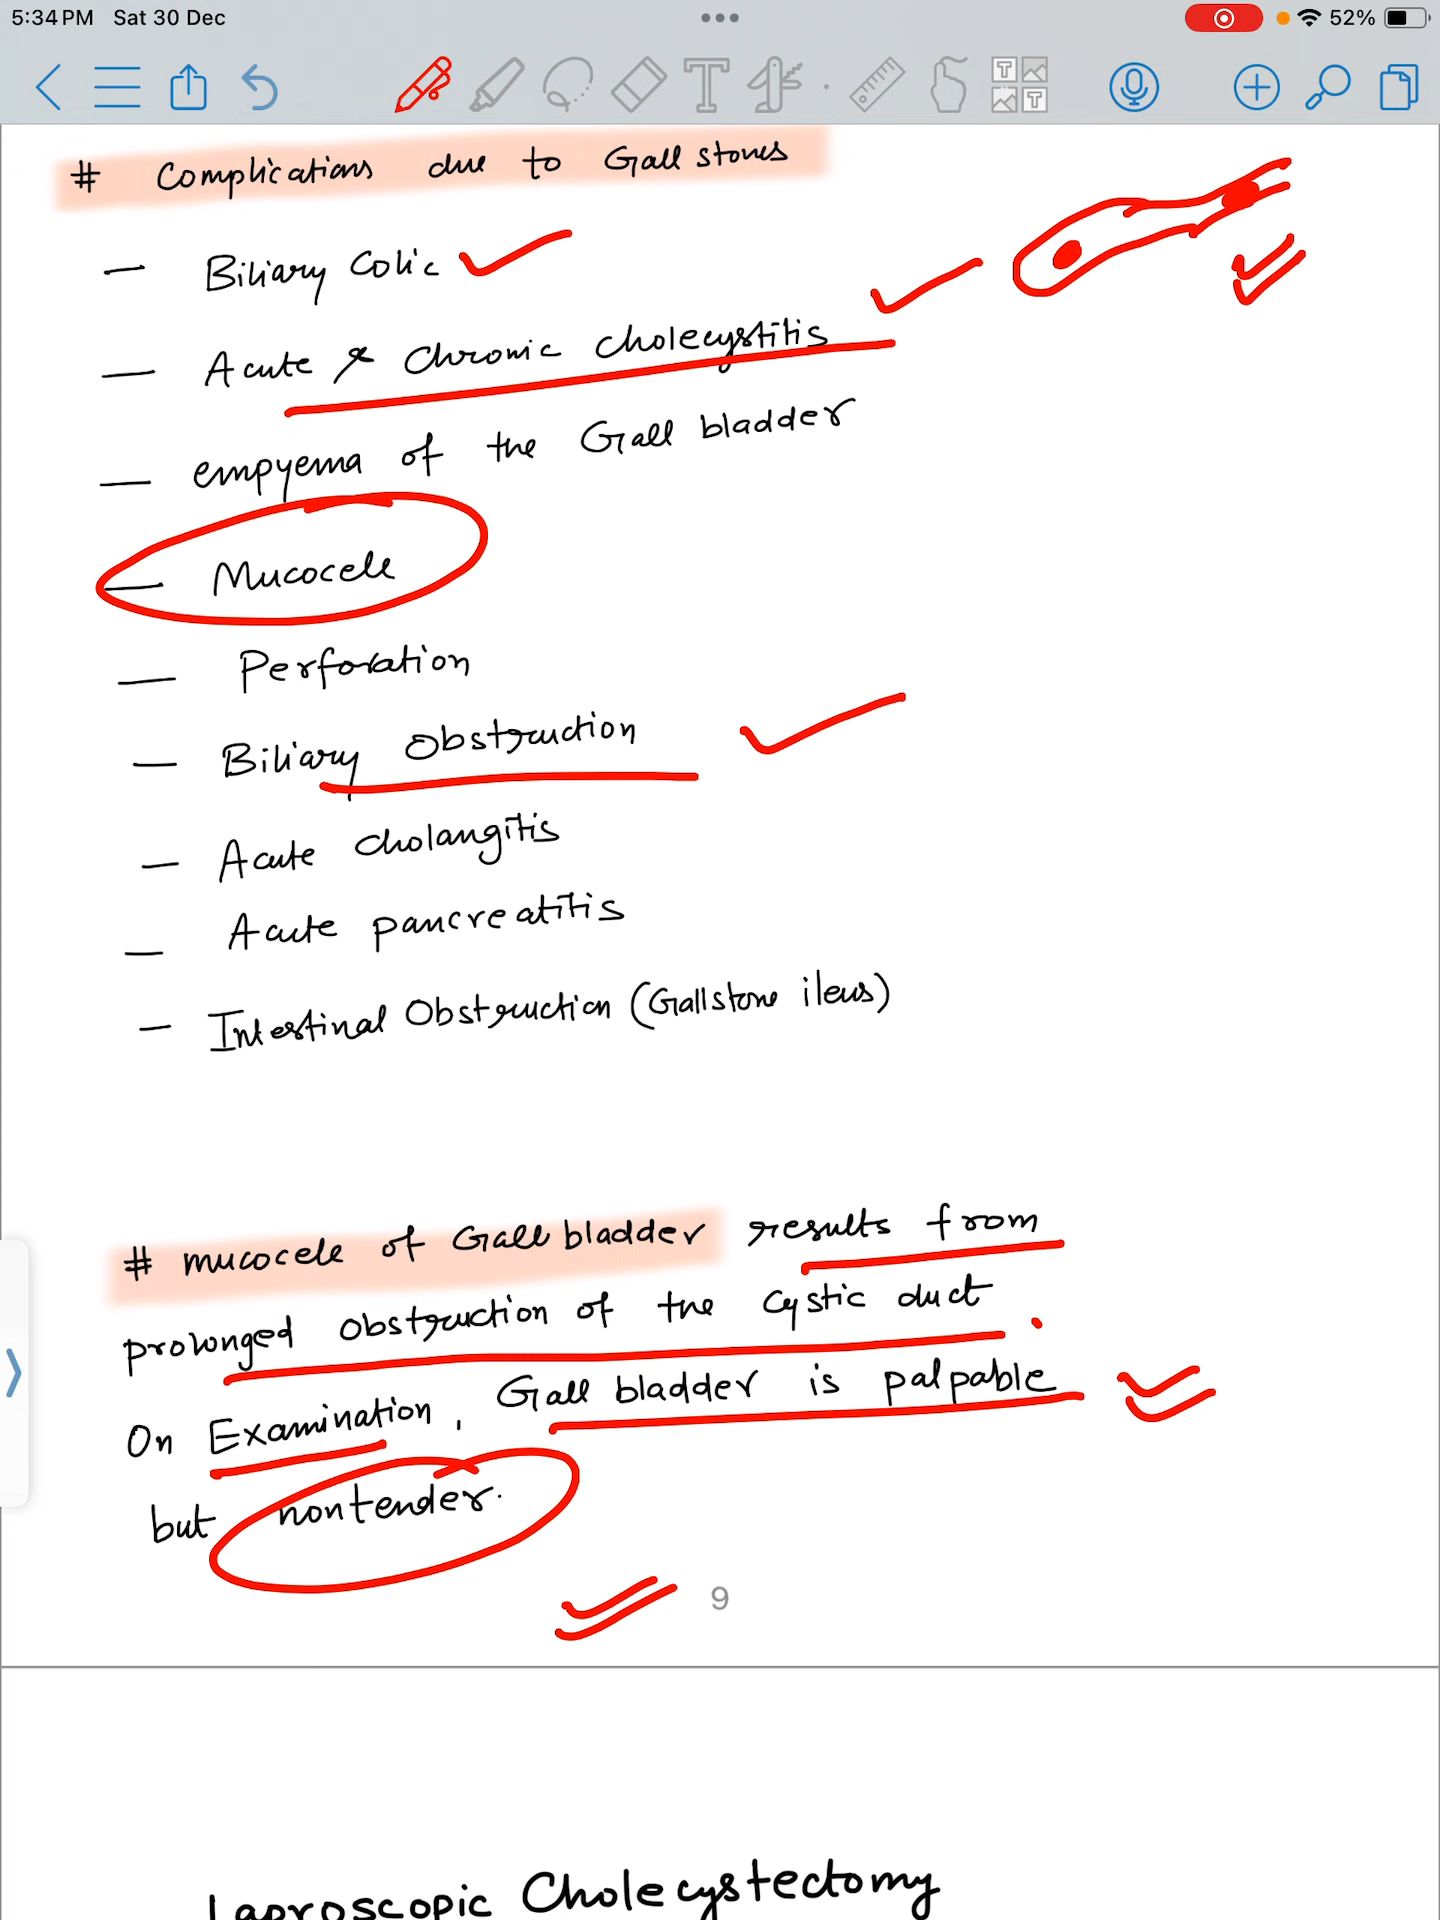 5:34 PM Sat 30 Dec
52%
# Complications due to Gall stones
— Biliary Colic
— Acute & Chronic cholecystitis
— empyema of the Gall bladder
— Mucocele
— Perforation
— Biliary Obstruction
— Acute cholangitis
— Acute pancreatitis
— Intestinal Obstruction (Gallstone ileus)
# mucocele of Gall bladder results from
prolonged obstruction of the cystic duct .
On Examination, Gall bladder is palpable
but nontender.
9
Laproscopic Cholecystectomy